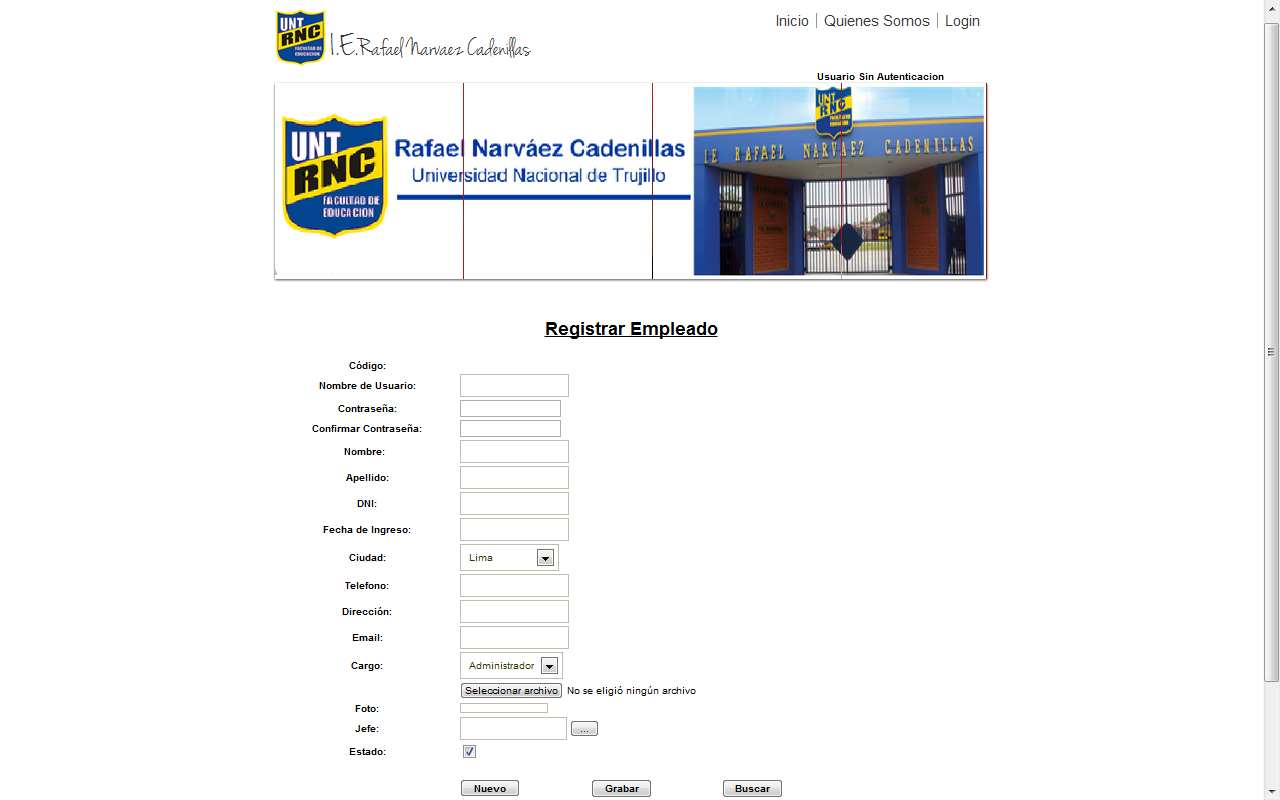 UNT
RNC
FACULTAD DE
EDUCACION
I.E. Rafael Narvaez Cadenillas
Inicio | Quienes Somos | Login
Usuario Sin Autenticacion
UNT
RNC
FACULTAD DE
EDUCACION
Rafael Narváez Cadenillas
Universidad Nacional de Trujillo
UNT
RNC
IE RAFAEL NARVAEZ CADENILLAS
Registrar Empleado
Código:
Nombre de Usuario:
Contraseña:
Confirmar Contraseña:
Nombre:
Apellido:
DNI:
Fecha de Ingreso:
Ciudad: Lima
Telefono:
Dirección:
Email:
Cargo: Administrador
Seleccionar archivo No se eligió ningún archivo
Foto:
Jefe: ...
Estado:
Nuevo Grabar Buscar